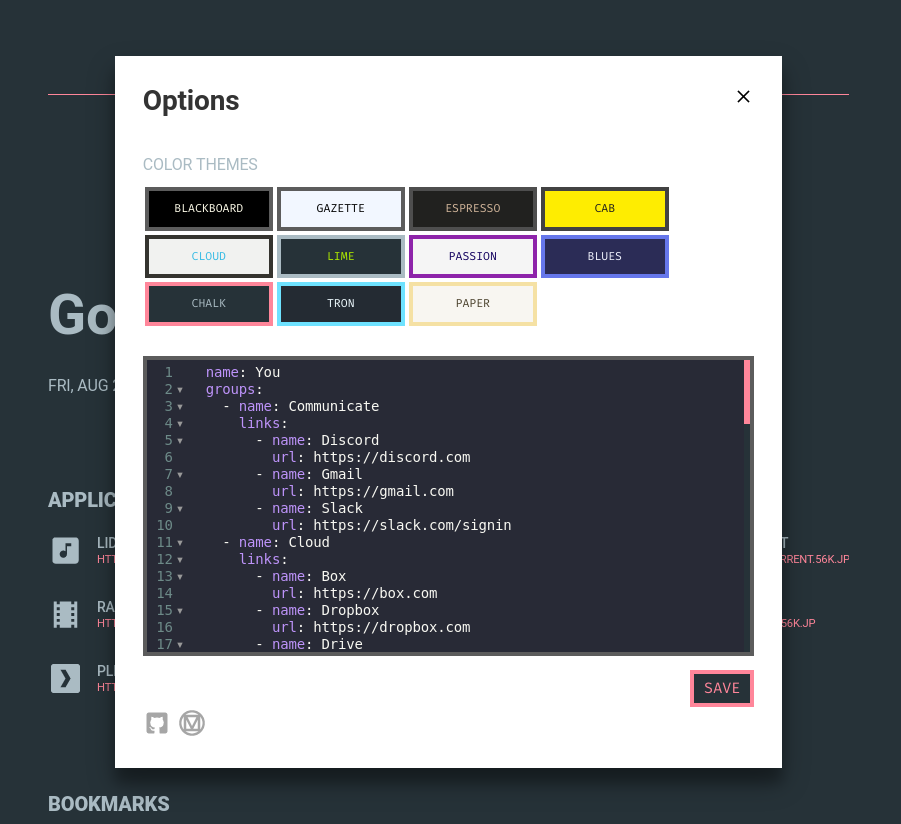 Options
COLOR THEMES
BLACKBOARD GAZETTE ESPRESSO CAB
CLOUD LIME PASSION BLUES
CHALK TRON PAPER
1 name: You
2 groups:
3 - name: Communicate
4 links:
5 - name: Discord
6 url: https://discord.com
7 - name: Gmail
8 url: https://gmail.com
9 - name: Slack
10 url: https://slack.com/signin
11 - name: Cloud
12 links:
13 - name: Box
14 url: https://box.com
15 - name: Dropbox
16 url: https://dropbox.com
17 - name: Drive
SAVE
Go
FRI, AUG
APPLIC
LID
HTT
RA
HTT
PLE
HTT
T
RRENT.56K.JP
56K.JP
BOOKMARKS